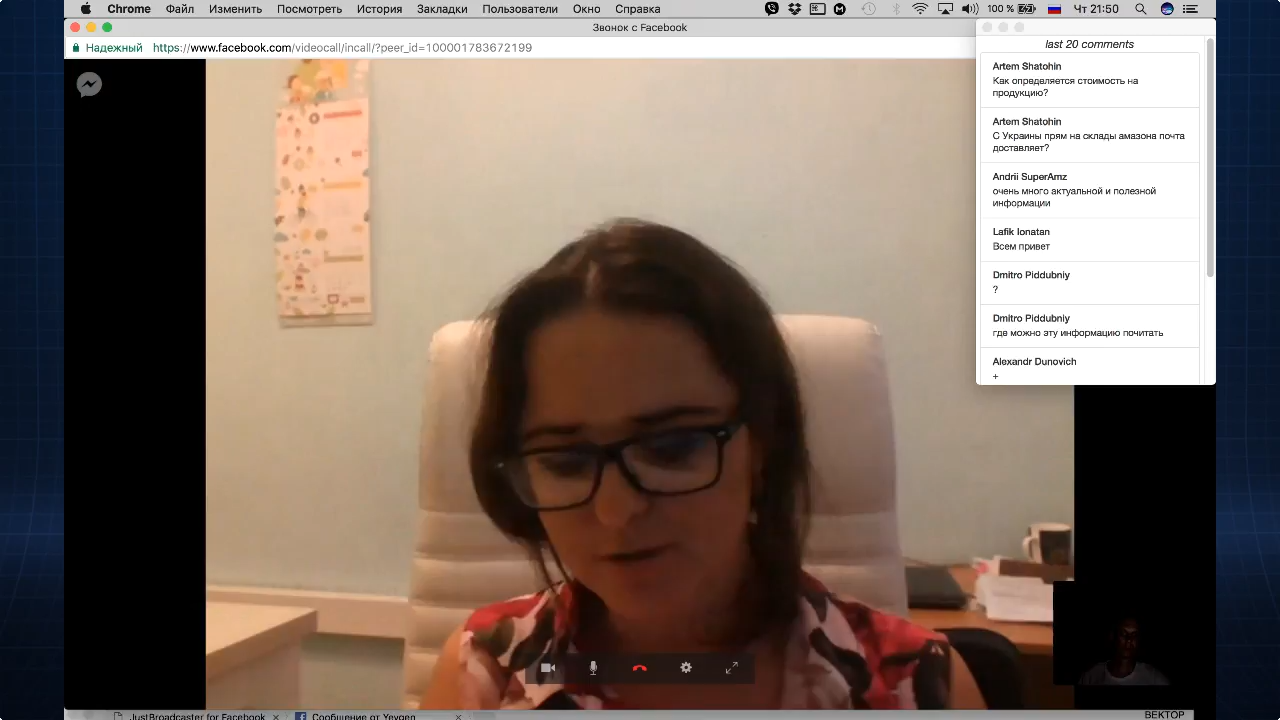 Chrome Файл Изменить Посмотреть История Закладки Пользователи Окно Справка 100 % Чт 21:50
Звонок с Facebook
Надежный https://www.facebook.com/videocall/incall/?peer_id=100001783672199
last 20 comments
Artem Shatohin
Как определяется стоимость на
продукцию?
Artem Shatohin
С Украины прям на склады амазона почта
доставляет?
Andrii SuperAmz
очень много актуальной и полезной
информации
Lafik Ionatan
Всем привет
Dmitro Piddubniy
?
Dmitro Piddubniy
где можно эту информацию почитать
Alexandr Dunovich
+
JustBroadcaster for Facebook Сообщение от Yevgen ВЕКТОР